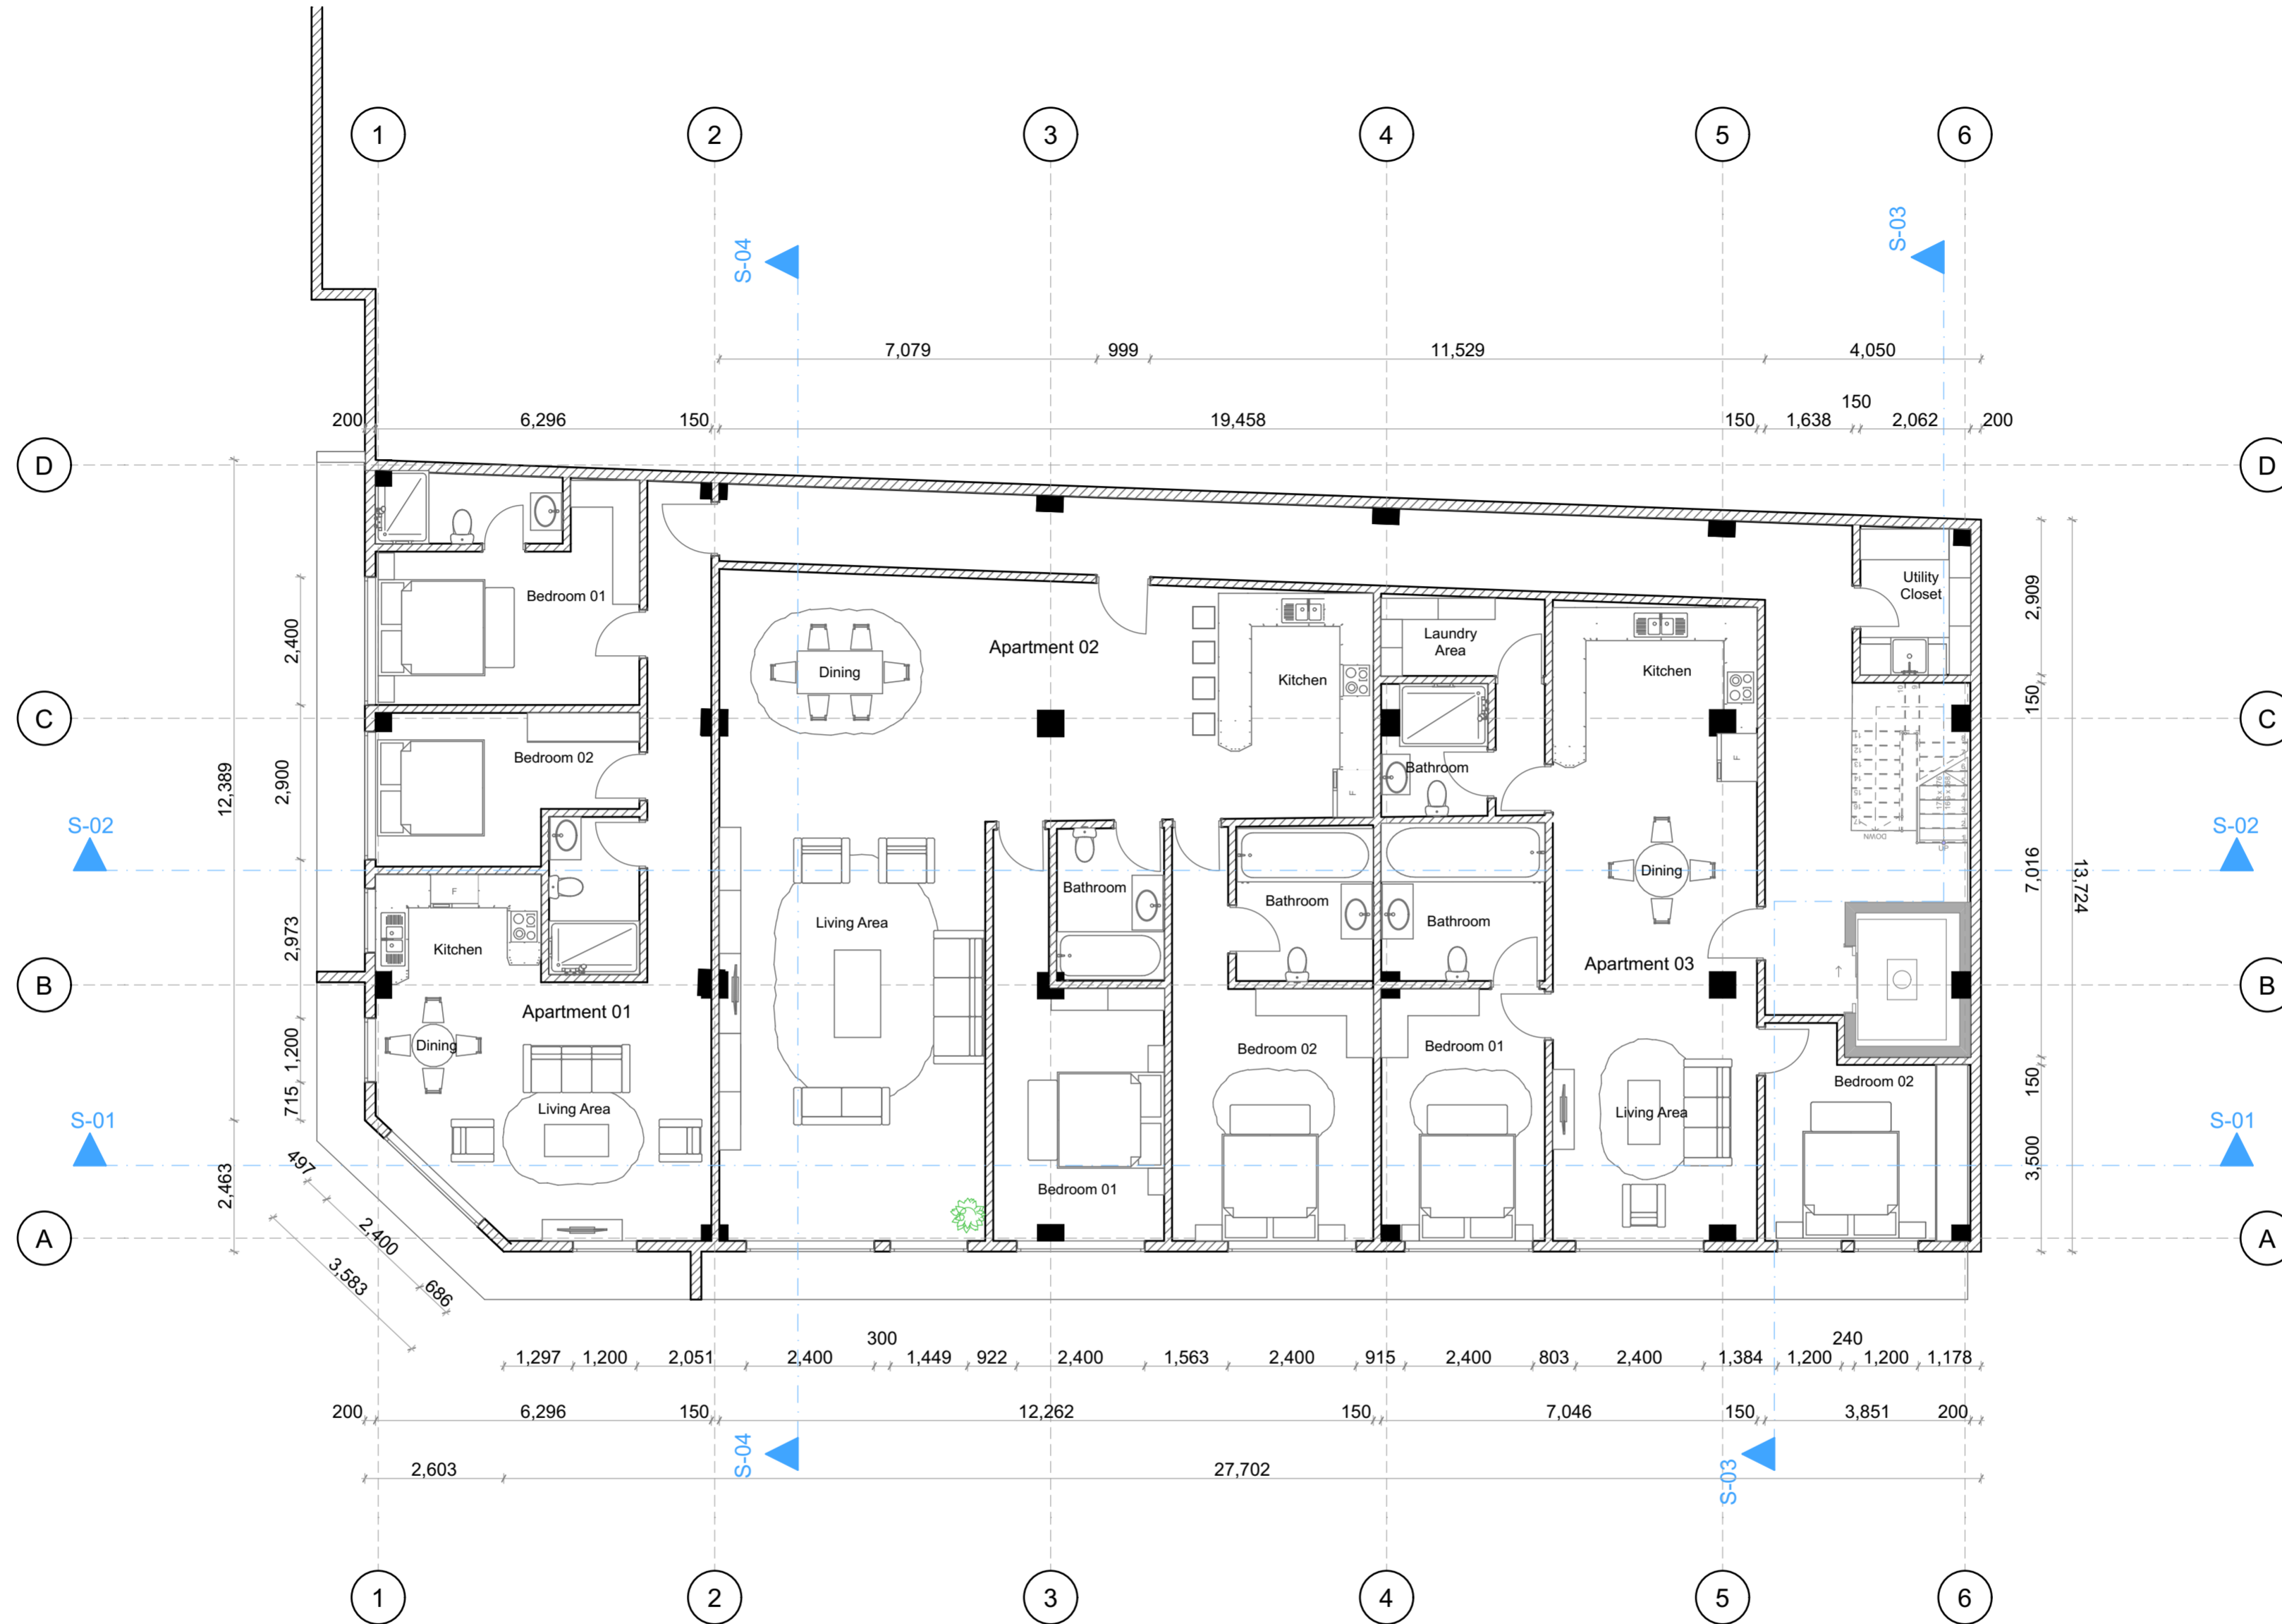 1
2
3
4
5
6
S-04
S-03
7,079
999
11,529
4,050
200
6,296
150
19,458
150
1,638
150
2,062
200
D
D
Bedroom 01
Utility
Closet
2,400
2,909
Apartment 02
Laundry
Area
Dining
Kitchen
Kitchen
C
C
150
Bedroom 02
Bathroom
F
F
12,389
2,900
S-02
S-02
DOWN
7,016
13,724
Dining
F
Bathroom
Bathroom
Living Area
Bathroom
Kitchen
2,973
Apartment 03
B
B
Apartment 01
Dining
1,200
Bedroom 02
Bedroom 01
150
Bedroom 02
715
Living Area
Living Area
S-01
S-01
3,500
497
2,463
Bedroom 01
2,400
A
A
3,583
686
300
240
1,297
1,200
2,051
2,400
1,449
922
2,400
1,563
2,400
915
2,400
803
2,400
1,384
1,200
1,200
1,178
200
6,296
150
12,262
150
7,046
150
3,851
200
S-04
S-03
2,603
27,702
1
2
3
4
5
6